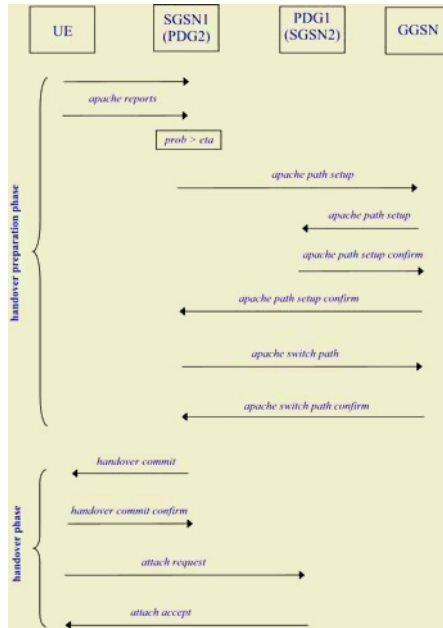 UE
SGSN1
(PDG2)
PDG1
(SGSN2)
GGSN
handover preparation phase
apache reports
prob > eta
apache path setup
apache path setup
apache path setup confirm
apache path setup confirm
apache switch path
apache switch path confirm
handover phase
handover commit
handover commit confirm
attach request
attach accept